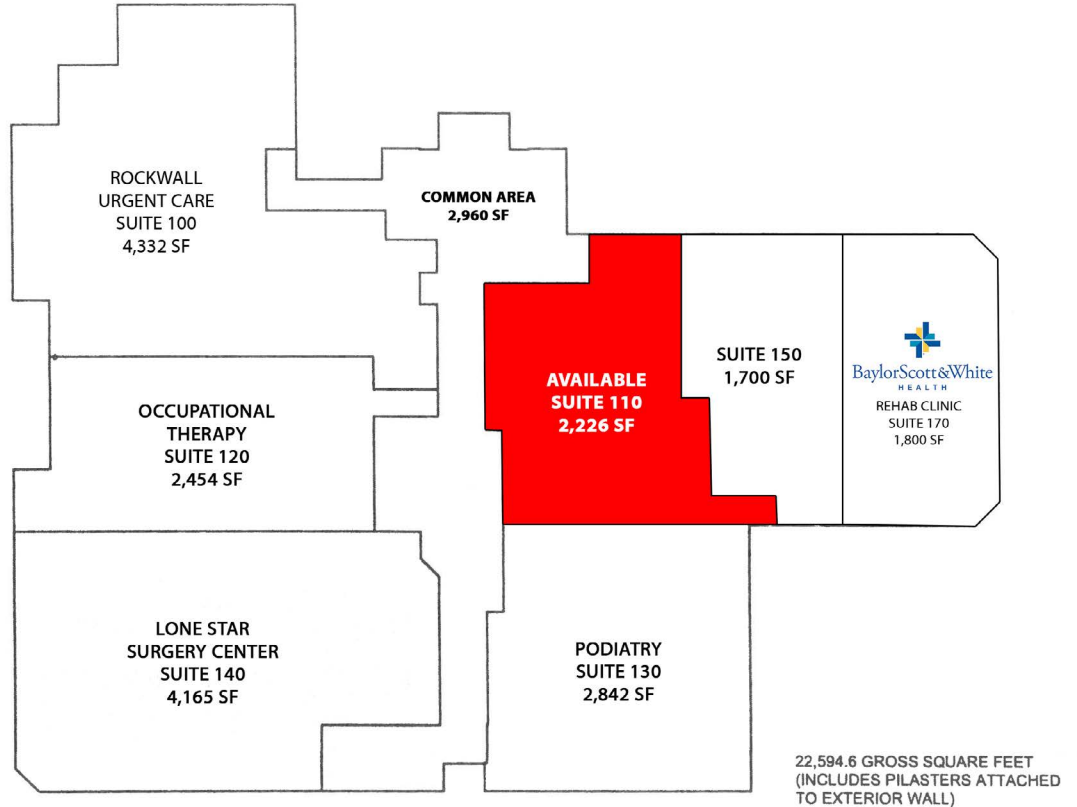 ROCKWALL
URGENT CARE
SUITE 100
4,332 SF
COMMON AREA
2,960 SF
AVAILABLE
SUITE 110
2,226 SF
SUITE 150
1,700 SF
BaylorScott&White
HEALTH
REHAB CLINIC
SUITE 170
1,800 SF
OCCUPATIONAL
THERAPY
SUITE 120
2,454 SF
LONE STAR
SURGERY CENTER
SUITE 140
4,165 SF
PODIATRY
SUITE 130
2,842 SF
22,594.6 GROSS SQUARE FEET
(INCLUDES PILASTERS ATTACHED
TO EXTERIOR WALL)